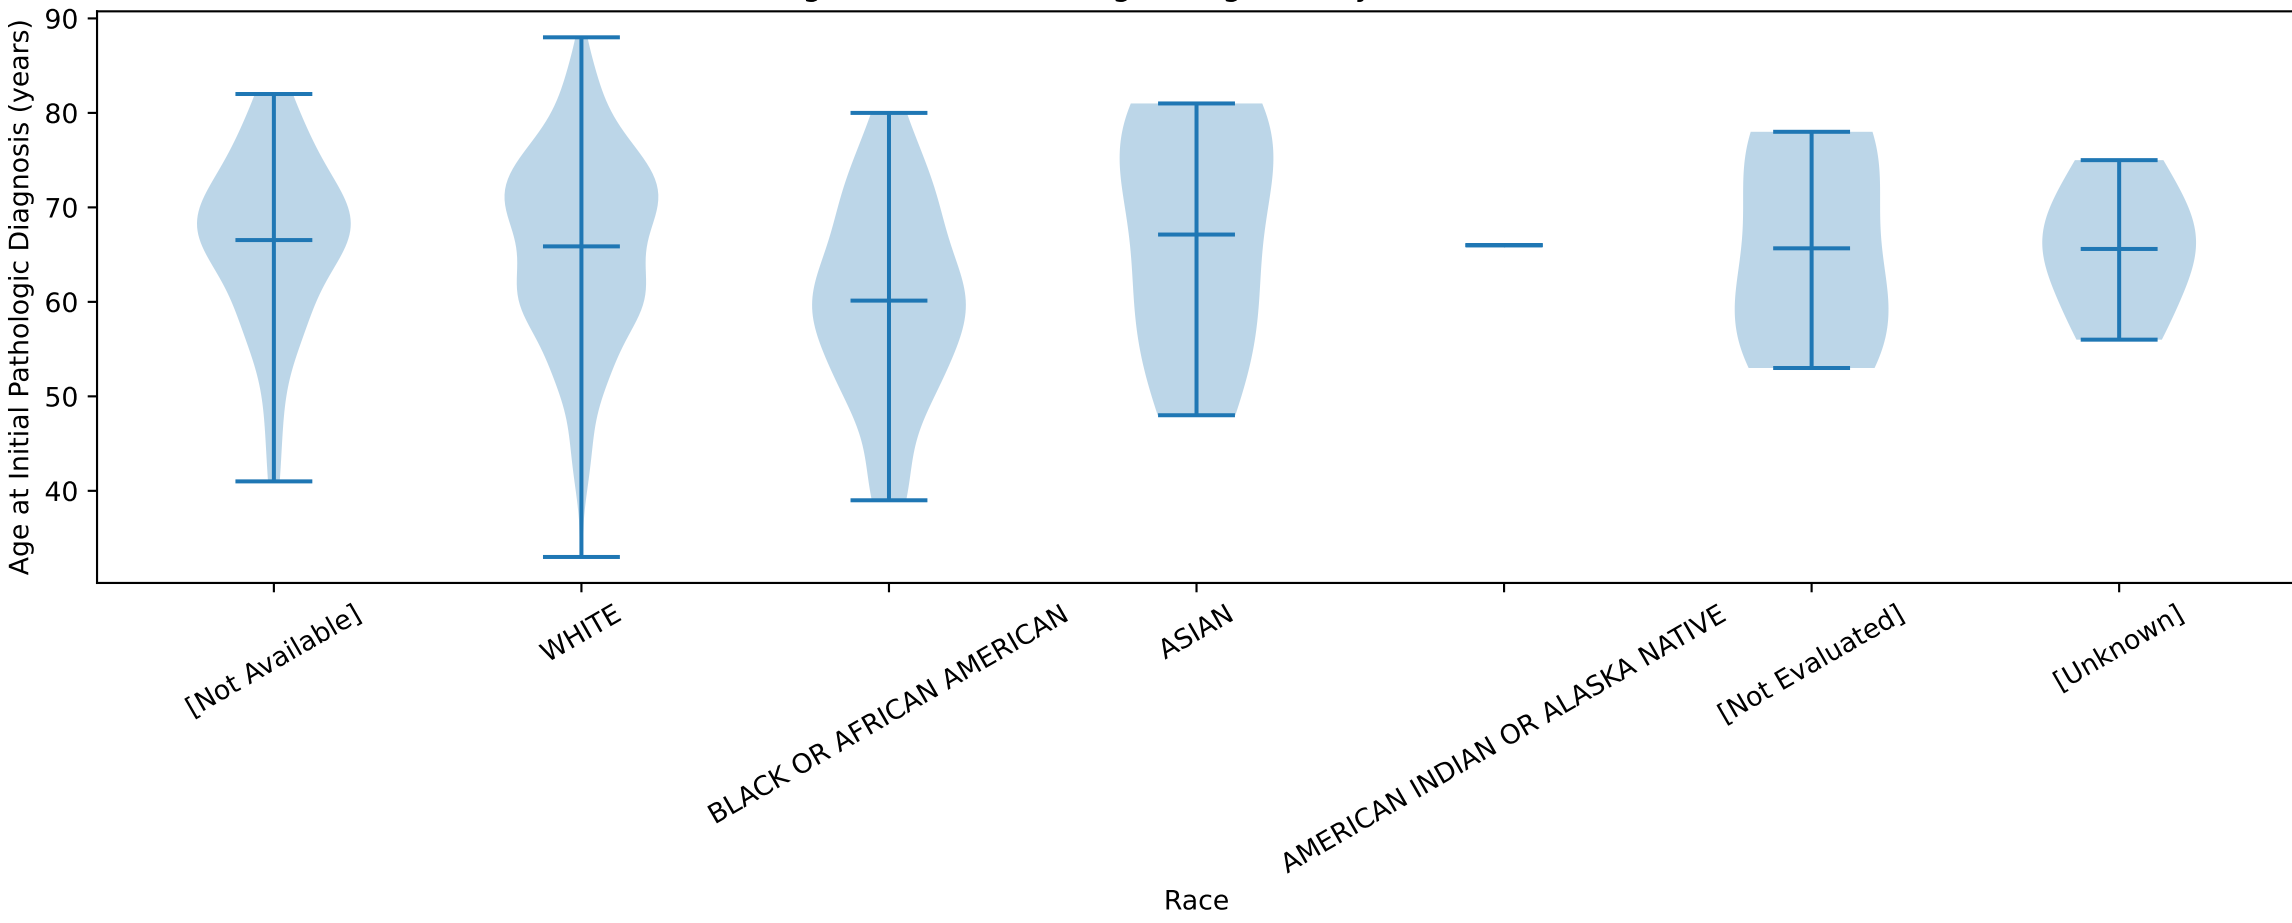 Age at Initial Pathologic Diagnosis (years)
90
80
70
60
50
40
[Not Available]
WHITE
BLACK OR AFRICAN AMERICAN
ASIAN
AMERICAN INDIAN OR ALASKA NATIVE
[Not Evaluated]
[Unknown]
Race